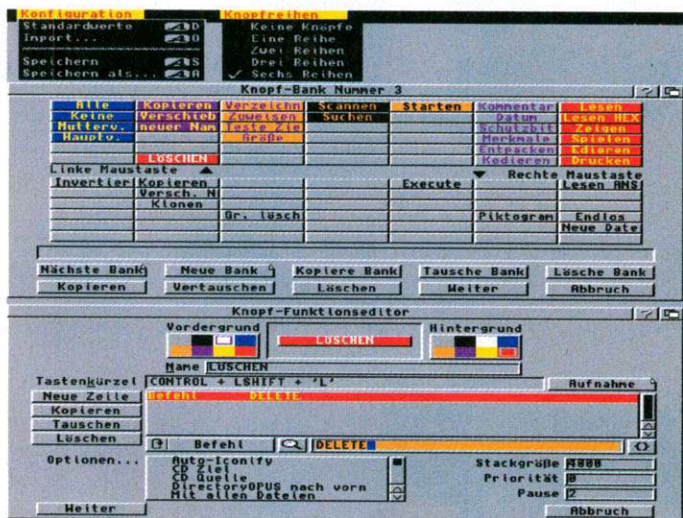 Konfiguration Knopfreihen
Standardwerte D Keine Knöpfe
Import... O Eine Reihe
Zwei Reihen
Speichern S Drei Reihen
Speichern als... A ✓ Sechs Reihen
Knopf-Bank Nummer 3
Alle Kopieren Verzeichn Scannen Starten Kommentar Lesen
Keine Verschieb Zuweisen Suchen Datum Lesen HEX
Mutterv. neuer Nam Teste Zie Schutzbit Zeigen
Hauptv. Größe Merkmale Spielen
Entpacken Edieren
LÖSCHEN Kodieren Drucken
Linke Maustaste Rechte Maustaste
Invertier Kopieren Execute Lesen ANS
Versch. N
Klonen
Gr. lösch Piktogram Endlos
Neue Date
Nächste Bank Neue Bank Kopiere Bank Tausche Bank Lösche Bank
Kopieren Vertauschen Löschen Weiter Abbruch
Knopf-Funktionseditor
Vordergrund LÖSCHEN Hintergrund
Name LÖSCHEN
Tastenkürzel CONTROL + LSHIFT + 'L' Aufnahme
Neue Zeile Befehl DELETE
Kopieren
Tauschen
Löschen Befehl DELETE
Optionen... Auto-Iconify Stackgröße 4000
CD Ziel Priorität 0
CD Quelle Pause 2
DirectoryOPUS nach vorn
Mit allen Dateien
Weiter Abbruch